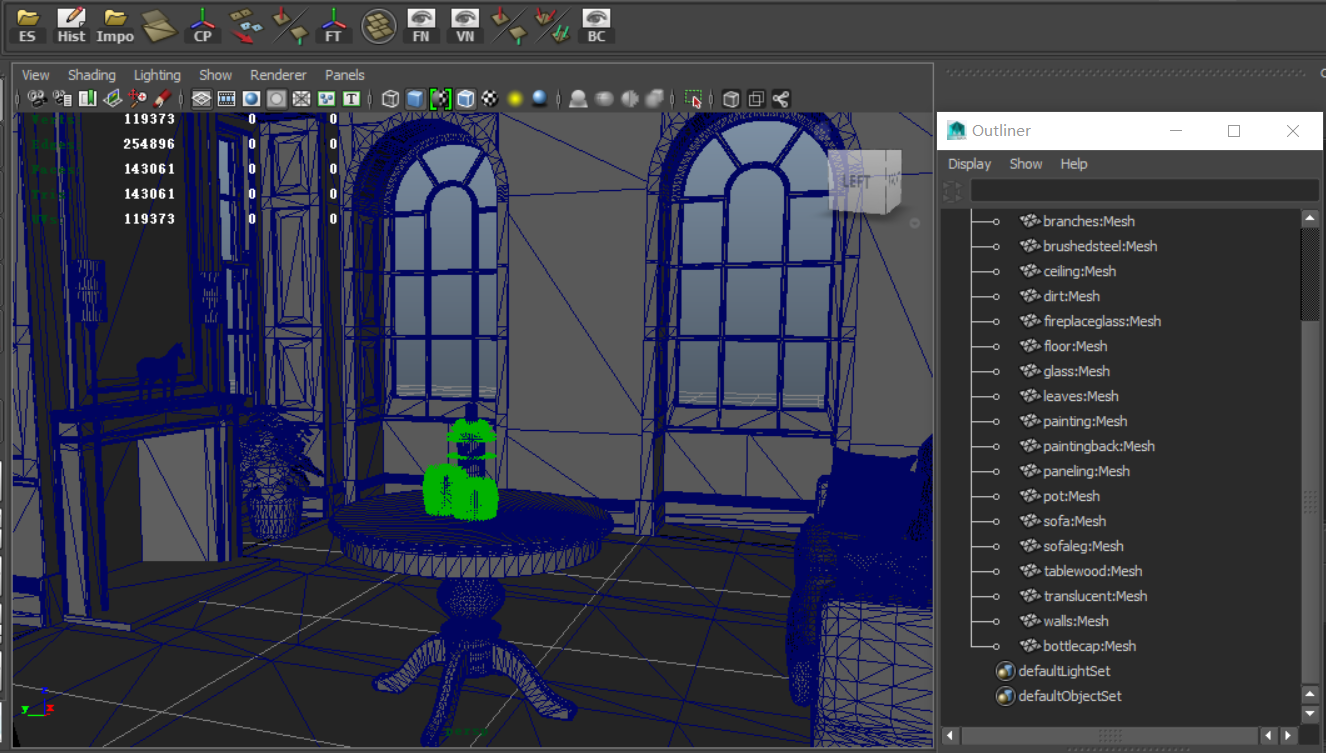 ES Hist Impo CP FT FN VN BC
View Shading Lighting Show Renderer Panels
T
Verts: 119373 0 0
Edges: 254896 0 0
Faces: 143061 0 0
Tris: 143061 0 0
UVs: 119373 0 0
LEFT
persp
y
Outliner
Display Show Help
branches:Mesh
brushedsteel:Mesh
ceiling:Mesh
dirt:Mesh
fireplaceglass:Mesh
floor:Mesh
glass:Mesh
leaves:Mesh
painting:Mesh
paintingback:Mesh
paneling:Mesh
pot:Mesh
sofa:Mesh
sofaleg:Mesh
tablewood:Mesh
translucent:Mesh
walls:Mesh
bottlecap:Mesh
defaultLightSet
defaultObjectSet